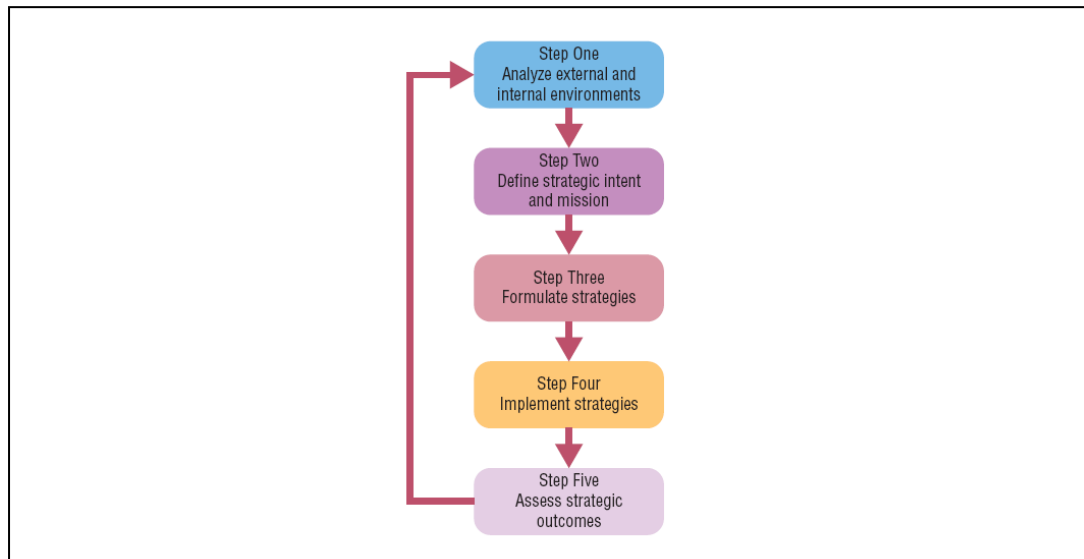 Step One
Analyze external and
internal environments
Step Two
Define strategic intent
and mission
Step Three
Formulate strategies
Step Four
Implement strategies
Step Five
Assess strategic
outcomes